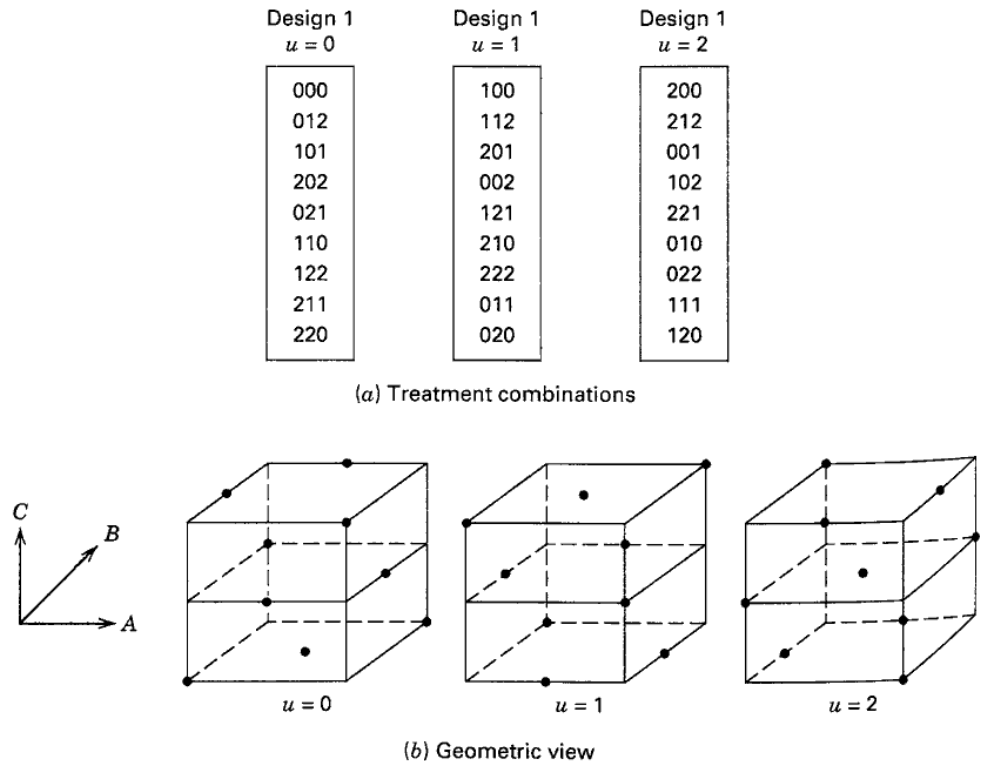 Design 1 Design 1 Design 1
u = 0 u = 1 u = 2
000 100 200
012 112 212
101 201 001
202 002 102
021 121 221
110 210 010
122 222 022
211 011 111
220 020 120
(a) Treatment combinations
C
B
A
u = 0 u = 1 u = 2
(b) Geometric view